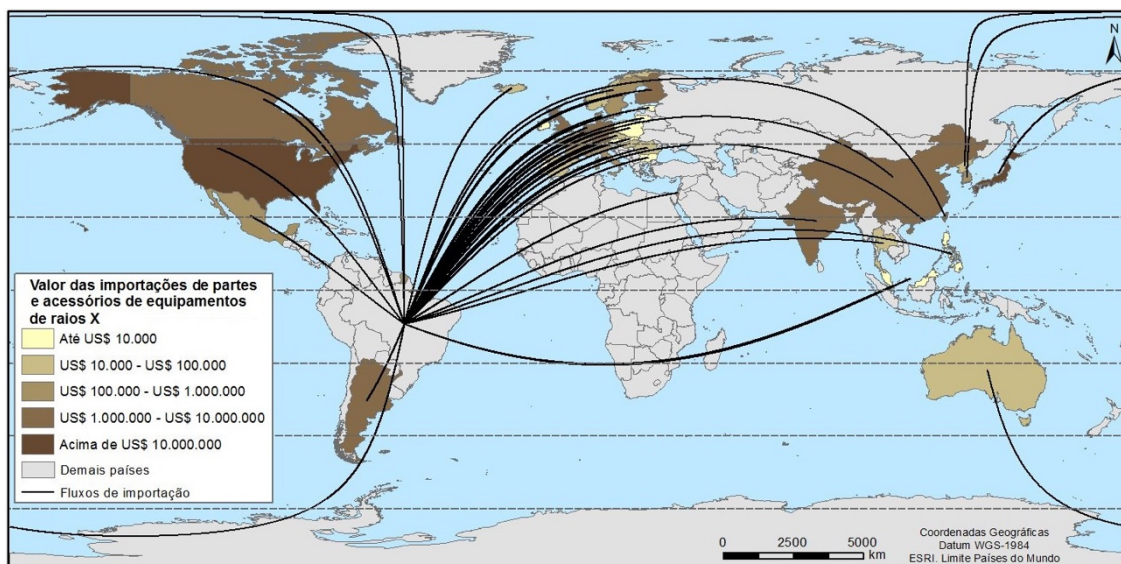 N
Valor das importações de partes
e acessórios de equipamentos
de raios X
Até US$ 10.000
US$ 10.000 - US$ 100.000
US$ 100.000 - US$ 1.000.000
US$ 1.000.000 - US$ 10.000.000
Acima de US$ 10.000.000
Demais países
Fluxos de importação
0 2500 5000
km
Coordenadas Geográficas
Datum WGS-1984
ESRI. Limite Países do Mundo